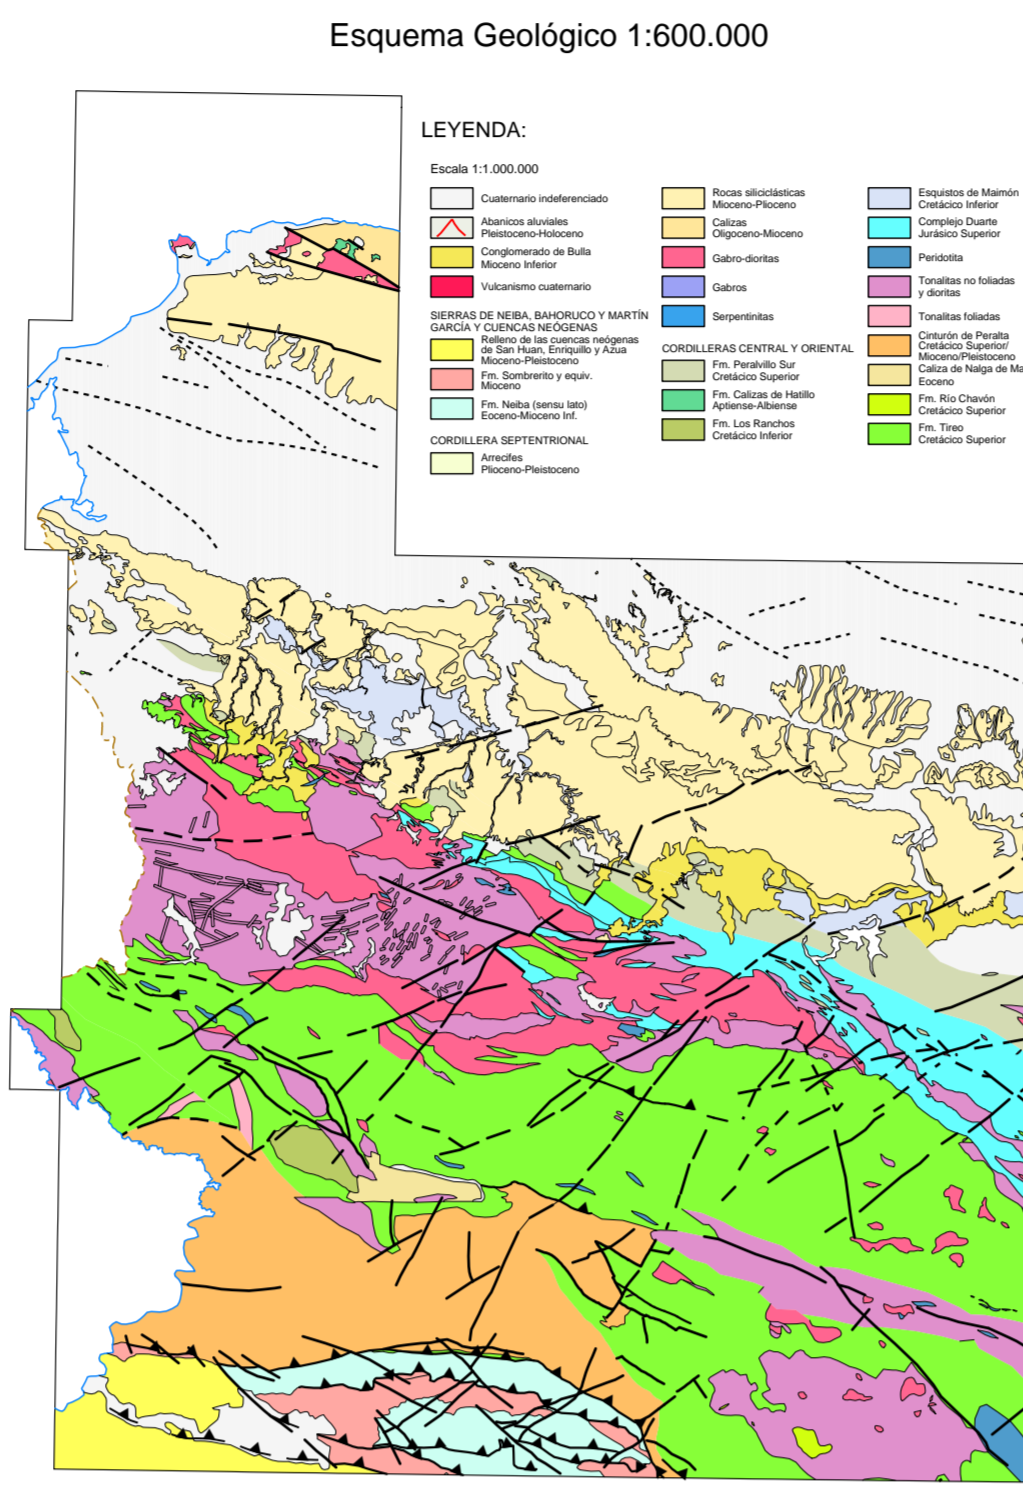 Esquema Geológico 1:600.000
LEYENDA:
Escala 1:1.000.000
Cuaternario indeferenciado
Abanicos aluviales
Pleistoceno-Holoceno
Conglomerado de Bulla
Mioceno Inferior
Vulcanismo cuaternario
SIERRAS DE NEIBA, BAHORUCO Y MARTÍN
GARCÍA Y CUENCAS NEÓGENAS
Relleno de las cuencas neógenas
de San Huan, Enriquillo y Azua
Mioceno-Pleistoceno
Fm. Sombrerito y equiv.
Mioceno
Fm. Neiba (sensu lato)
Eoceno-Mioceno Inf.
CORDILLERA SEPTENTRIONAL
Arrecifes
Plioceno-Pleistoceno
Rocas siliciclásticas
Mioceno-Plioceno
Calizas
Oligoceno-Mioceno
Gabro-dioritas
Gabros
Serpentinitas
CORDILLERAS CENTRAL Y ORIENTAL
Fm. Peralvillo Sur
Cretácico Superior
Fm. Calizas de Hatillo
Aptiense-Albiense
Fm. Los Ranchos
Cretácico Inferior
Esquistos de Maimón
Cretácico Inferior
Complejo Duarte
Jurásico Superior
Peridotita
Tonalitas no foliadas
y dioritas
Tonalitas foliadas
Cinturón de Peralta
Cretácico Superior/
Mioceno/Pleistoceno
Caliza de Nalga de Ma
Eoceno
Fm. Río Chavón
Cretácico Superior
Fm. Tireo
Cretácico Superior